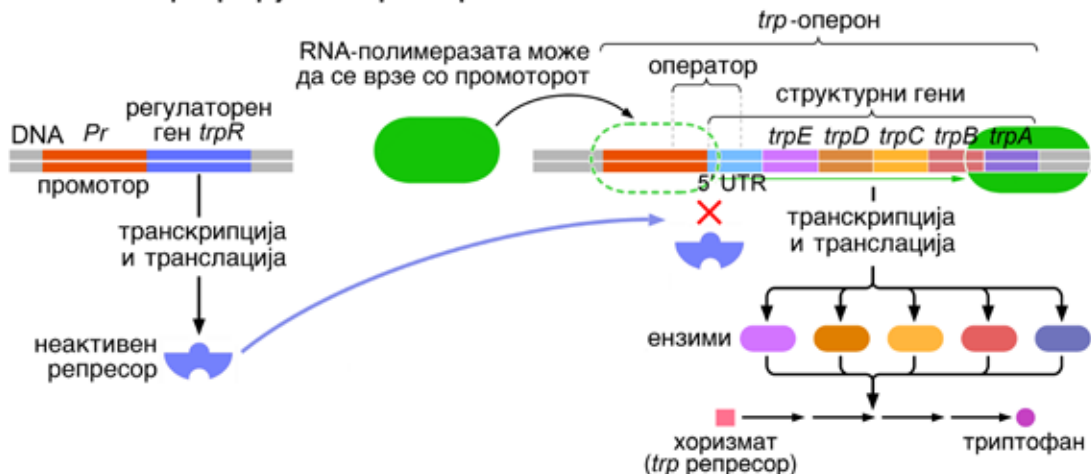 trp-оперон
RNA-полимеразата може
да се врзе со промоторот
оператор
структурни гени
регулаторен
ген trpR
DNA
Pr
trpE
trpD
trpC
trpB
trpA
промотор
5′ UTR
транскрипција
и транслација
транскрипција
и транслација
неактивен
репресор
ензими
хоризмат
(trp репресор)
триптофан